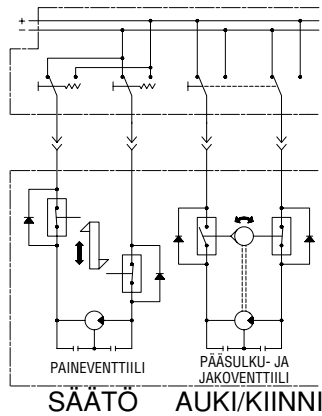 +
−
PAINEVENTTIILI
PÄÄSULKU- JA
JAKOVENTTIILI
SÄÄTÖ
AUKI/KIINNI